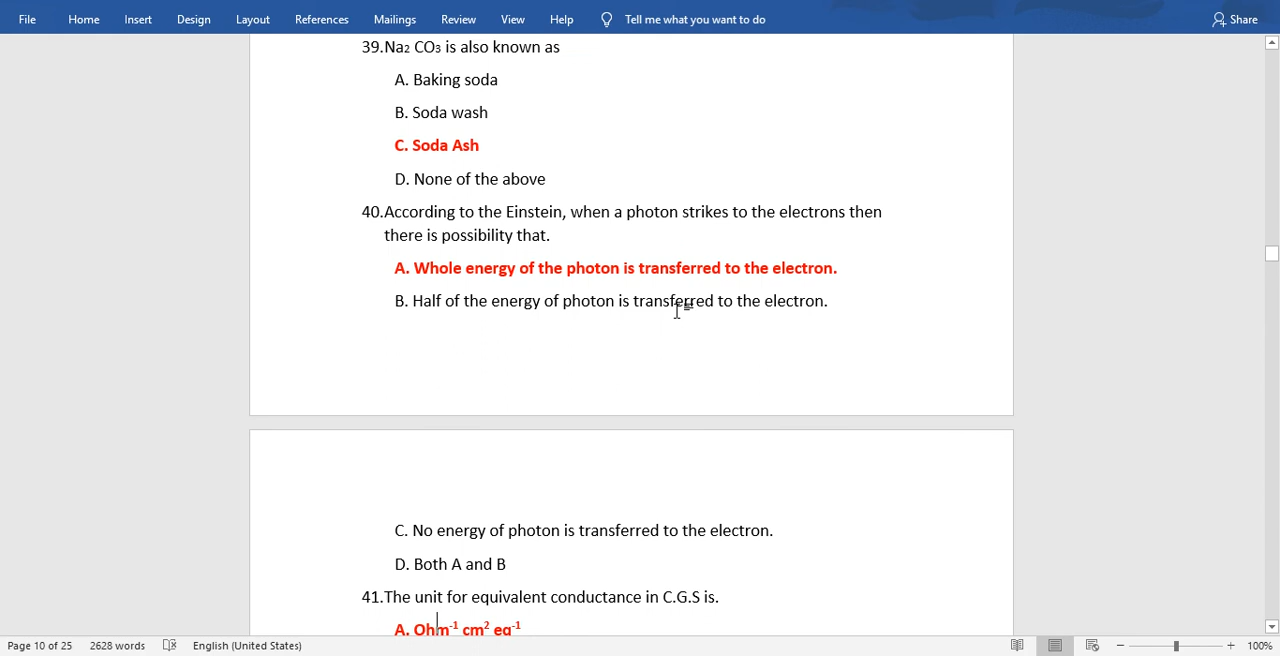 File Home Insert Design Layout References Mailings Review View Help Tell me what you want to do Share
39.Na₂ CO₃ is also known as
A. Baking soda
B. Soda wash
C. Soda Ash
D. None of the above
40.According to the Einstein, when a photon strikes to the electrons then
there is possibility that.
A. Whole energy of the photon is transferred to the electron.
B. Half of the energy of photon is transferred to the electron.
C. No energy of photon is transferred to the electron.
D. Both A and B
41.The unit for equivalent conductance in C.G.S is.
A. Ohm⁻¹ cm² eq⁻¹
Page 10 of 25 2628 words English (United States) 100%